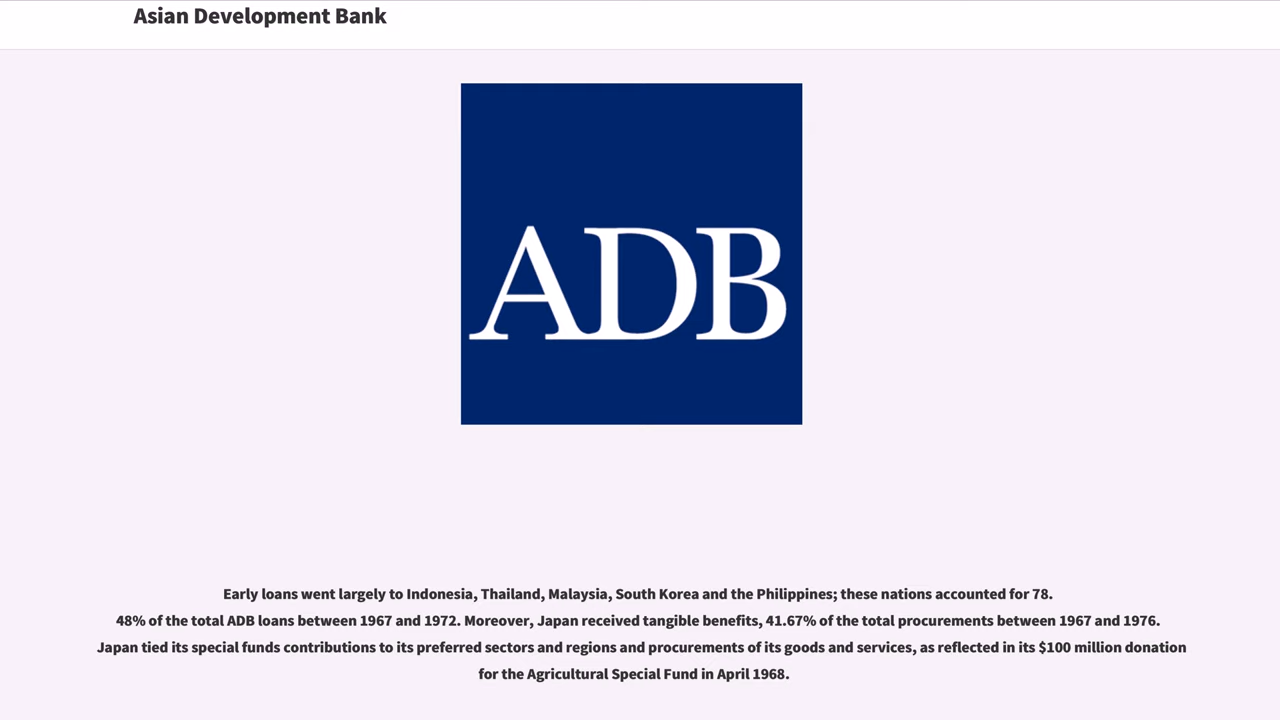 Asian Development Bank
ADB
Early loans went largely to Indonesia, Thailand, Malaysia, South Korea and the Philippines; these nations accounted for 78.
48% of the total ADB loans between 1967 and 1972. Moreover, Japan received tangible benefits, 41.67% of the total procurements between 1967 and 1976.
Japan tied its special funds contributions to its preferred sectors and regions and procurements of its goods and services, as reflected in its $100 million donation
for the Agricultural Special Fund in April 1968.